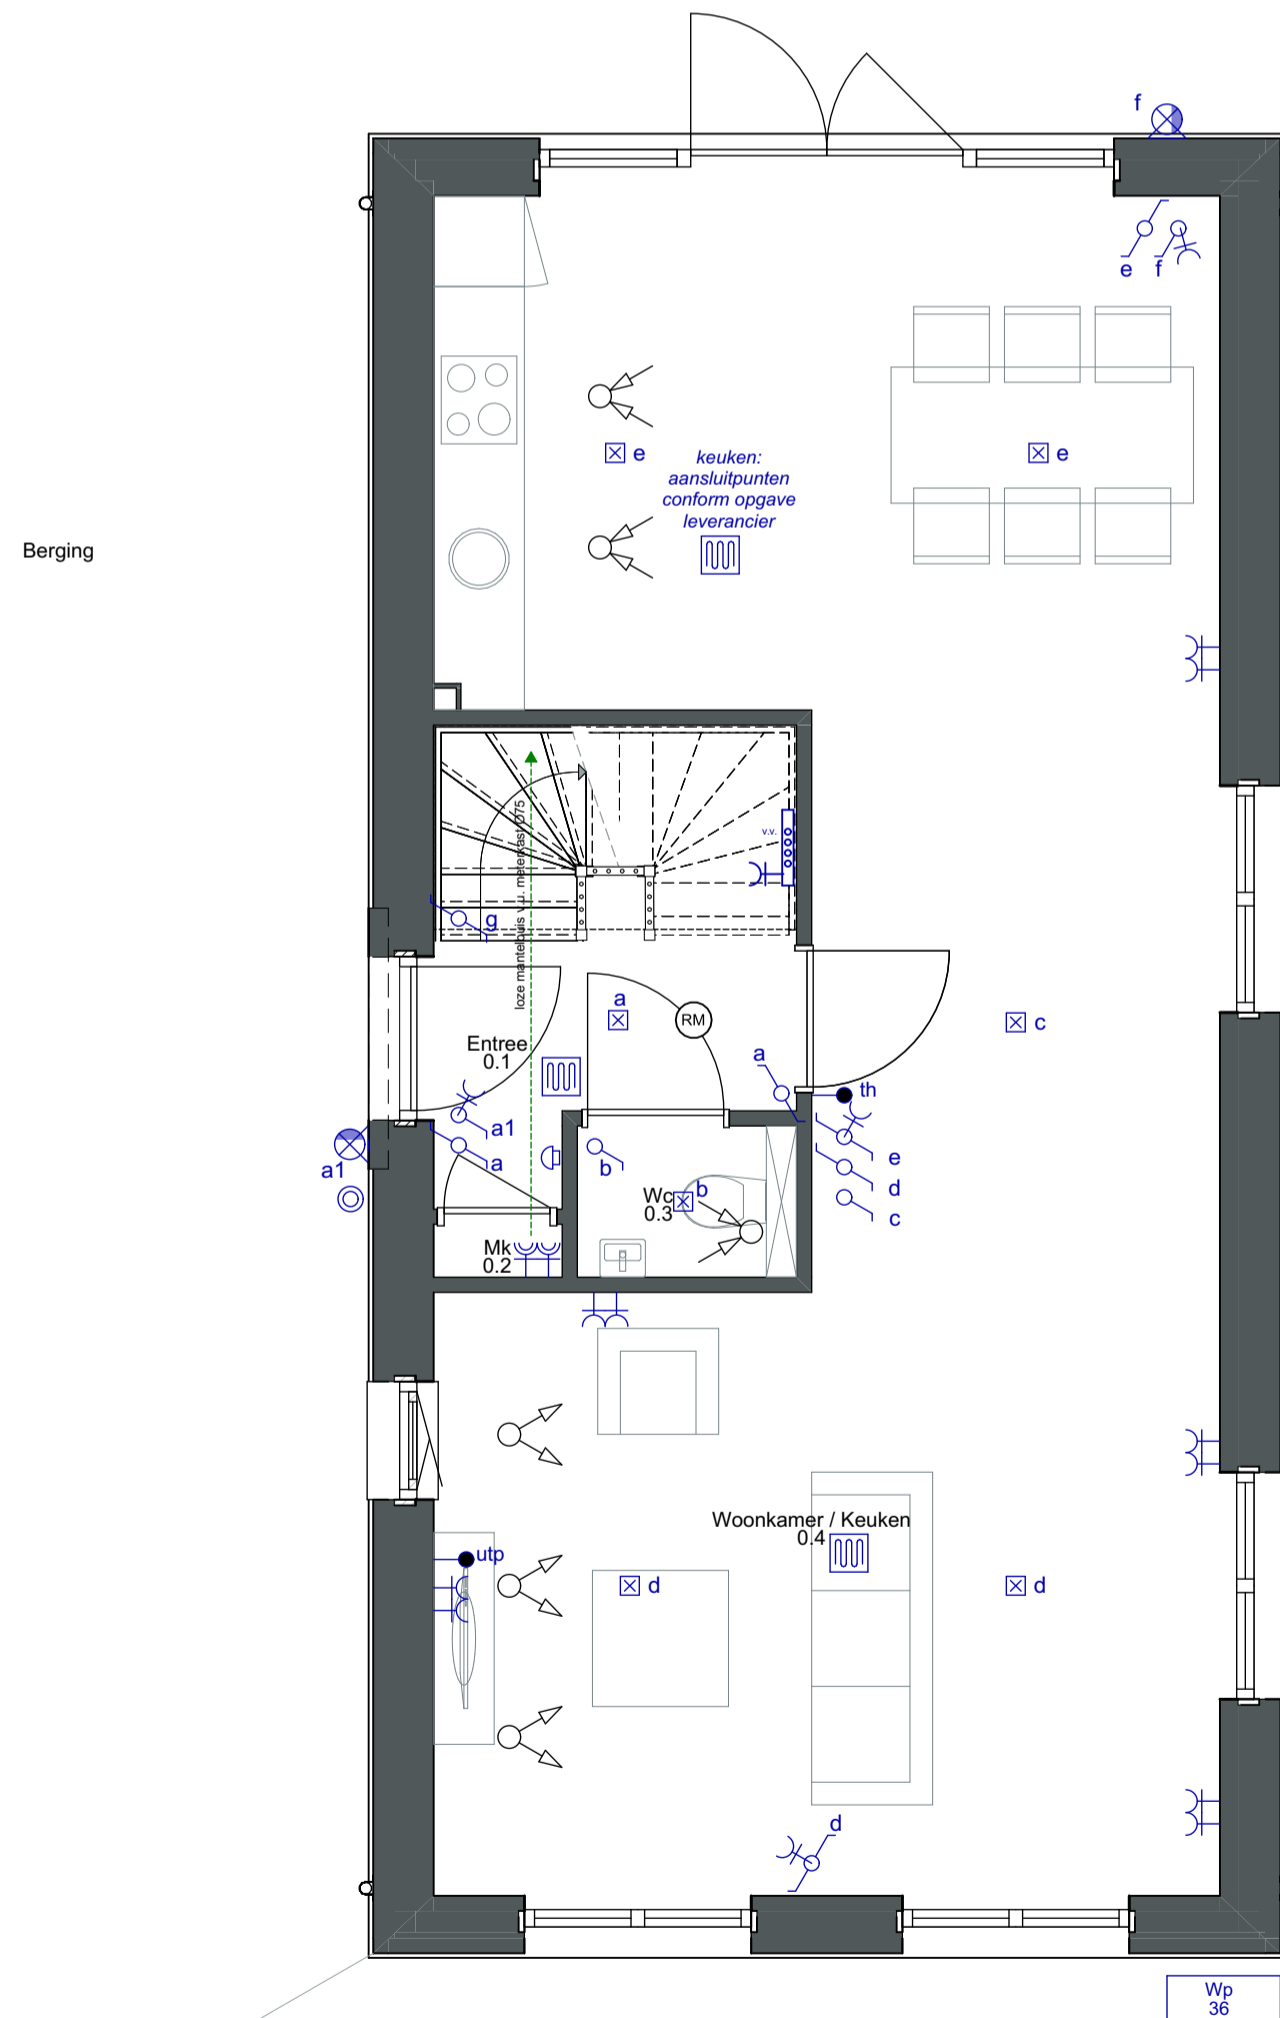 f
e
f
e
e
keuken:
aansluitpunten
conform opgave
leverancier
Berging
v.v.
loze mantelbuis v.u. meterkast Ø75
g
a
RM
c
Entree
0.1
a
th
a1
a
e
a1
b
d
Wc
0.3
b
c
Mk
0.2
Woonkamer / Keuken
0.4
utp
d
d
d
Wp
36